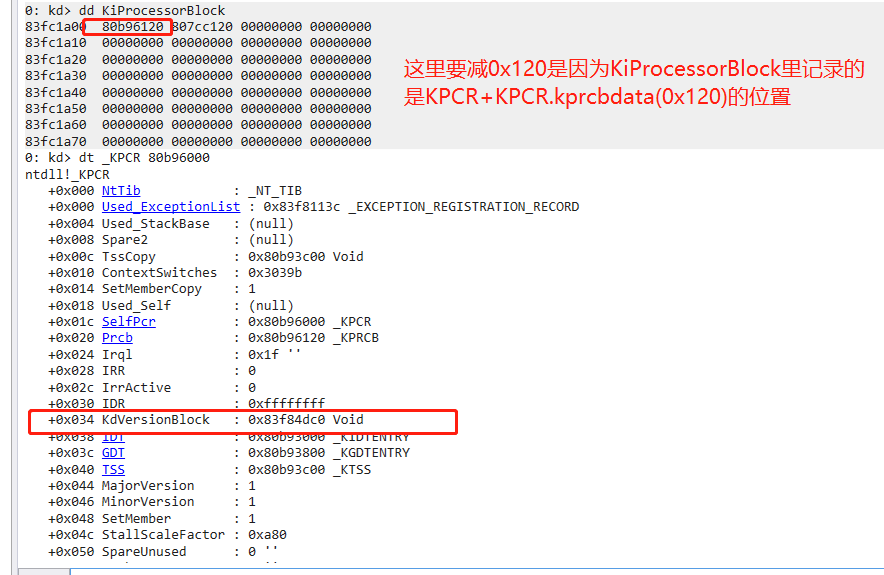 0: kd> dd KiProcessorBlock
83fc1a00 80b96120 807cc120 00000000 00000000
83fc1a10 00000000 00000000 00000000 00000000
83fc1a20 00000000 00000000 00000000 00000000
83fc1a30 00000000 00000000 00000000 00000000
83fc1a40 00000000 00000000 00000000 00000000
83fc1a50 00000000 00000000 00000000 00000000
83fc1a60 00000000 00000000 00000000 00000000
83fc1a70 00000000 00000000 00000000 00000000
这里要减0x120是因为KiProcessorBlock里记录的
是KPCR+KPCR.kprcbdata(0x120)的位置
0: kd> dt _KPCR 80b96000
ntdll!_KPCR
+0x000 NtTib : _NT_TIB
+0x000 Used_ExceptionList : 0x83f8113c _EXCEPTION_REGISTRATION_RECORD
+0x004 Used_StackBase : (null)
+0x008 Spare2 : (null)
+0x00c TssCopy : 0x80b93c00 Void
+0x010 ContextSwitches : 0x3039b
+0x014 SetMemberCopy : 1
+0x018 Used_Self : (null)
+0x01c SelfPcr : 0x80b96000 _KPCR
+0x020 Prcb : 0x80b96120 _KPRCB
+0x024 Irql : 0x1f ''
+0x028 IRR : 0
+0x02c IrrActive : 0
+0x030 IDR : 0xffffffff
+0x034 KdVersionBlock : 0x83f84dc0 Void
+0x038 IDT : 0x80b93000 _KIDTENTRY
+0x03c GDT : 0x80b93800 _KGDTENTRY
+0x040 TSS : 0x80b93c00 _KTSS
+0x044 MajorVersion : 1
+0x046 MinorVersion : 1
+0x048 SetMember : 1
+0x04c StallScaleFactor : 0xa80
+0x050 SpareUnused : 0 ''